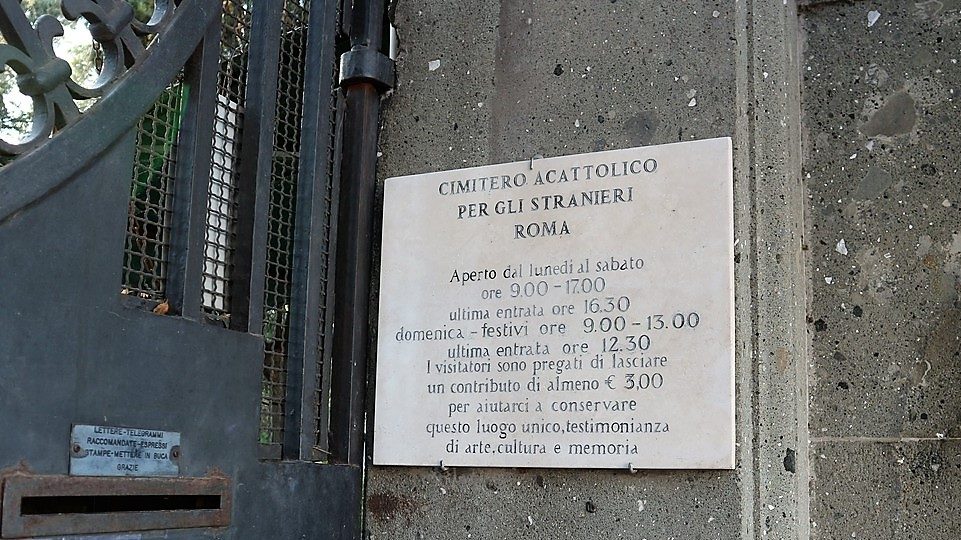 CIMITERO ACATTOLICO
PER GLI STRANIERI
ROMA
Aperto dal lunedì al sabato
ore 9.00 - 17.00
ultima entrata ore 16.30
domenica - festivi ore 9.00 - 13.00
ultima entrata ore 12.30
I visitatori sono pregati di lasciare
un contributo di almeno € 3,00
per aiutarci a conservare
questo luogo unico, testimonianza
di arte, cultura e memoria
LETTERE-TELEGRAMMI
RACCOMANDATE-ESPRESSI
STAMPE-METTERE IN BUCA
GRAZIE